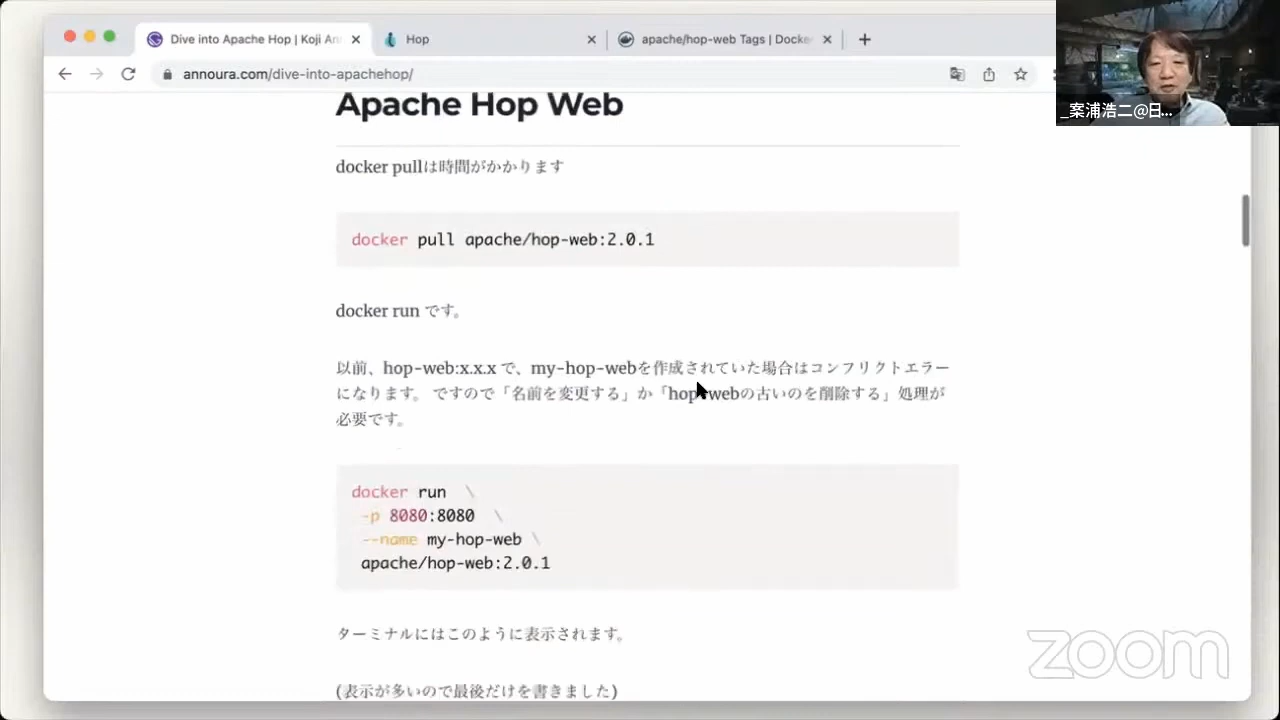 Dive into Apache Hop | Koji An
Hop
apache/hop-web Tags | Docke
annoura.com/dive-into-apachehop/
_案浦浩二@日...
Apache Hop Web
docker pullは時間がかかります
docker pull apache/hop-web:2.0.1
docker run です。
以前、hop-web:x.x.x で、my-hop-webを作成されていた場合はコンフリクトエラー
になります。 ですので「名前を変更する」か「hop-webの古いのを削除する」処理が
必要です。
docker run \
-p 8080:8080 \
--name my-hop-web \
apache/hop-web:2.0.1
ターミナルにはこのように表示されます。
(表示が多いので最後だけを書きました)
zoom